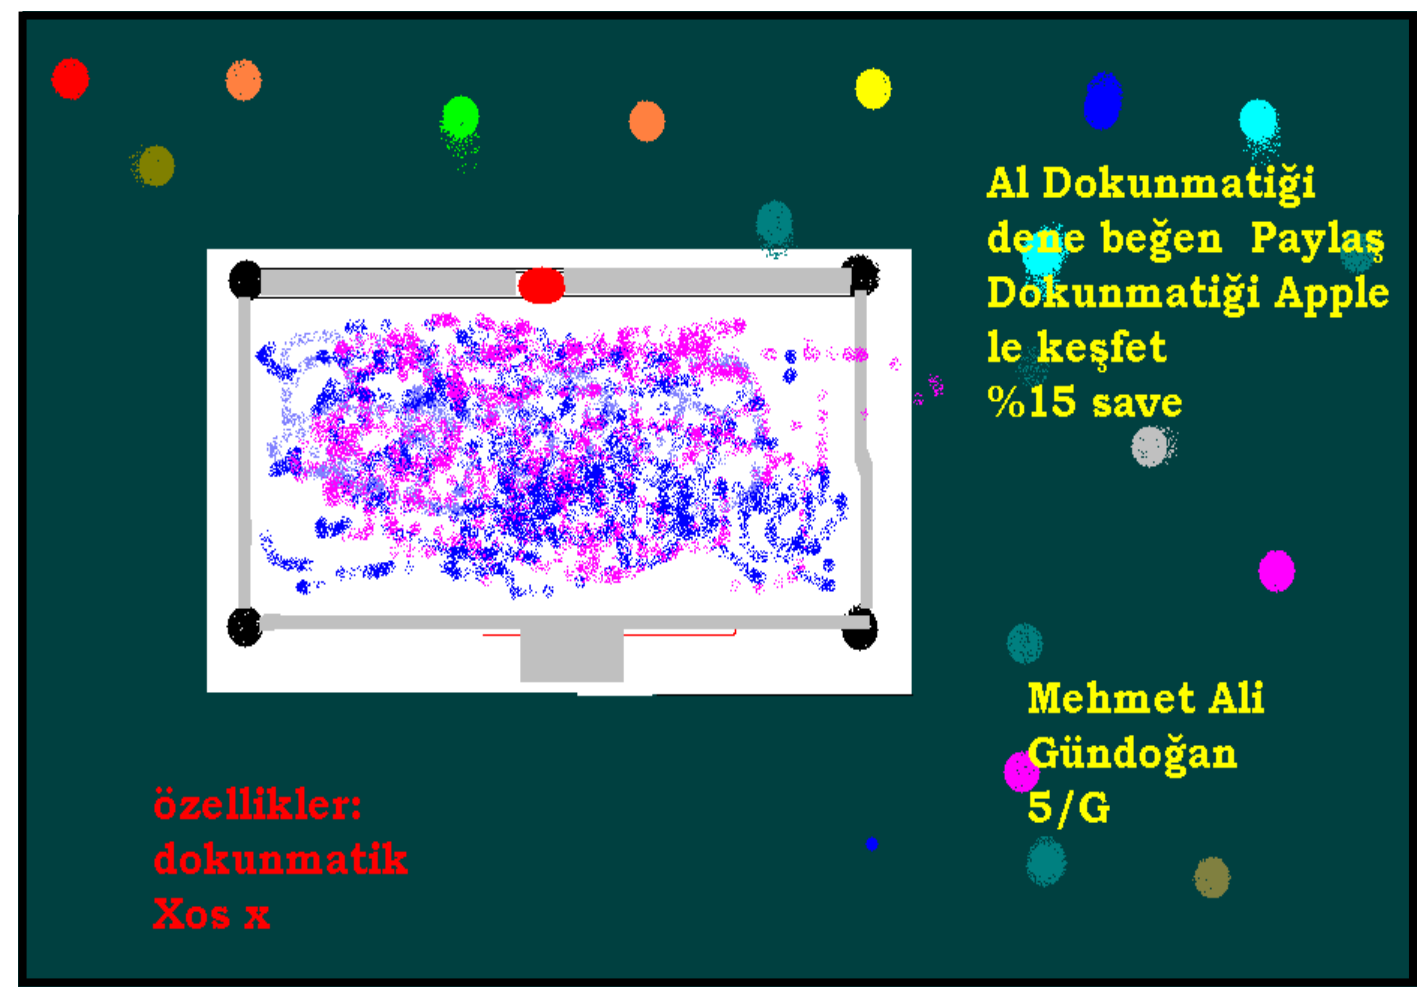 Al Dokunmatiği
dene beğen Paylaş
Dokunmatiği Apple
le keşfet
%15 save
Mehmet Ali
Gündoğan
5/G
özellikler:
dokunmatik
Xos x